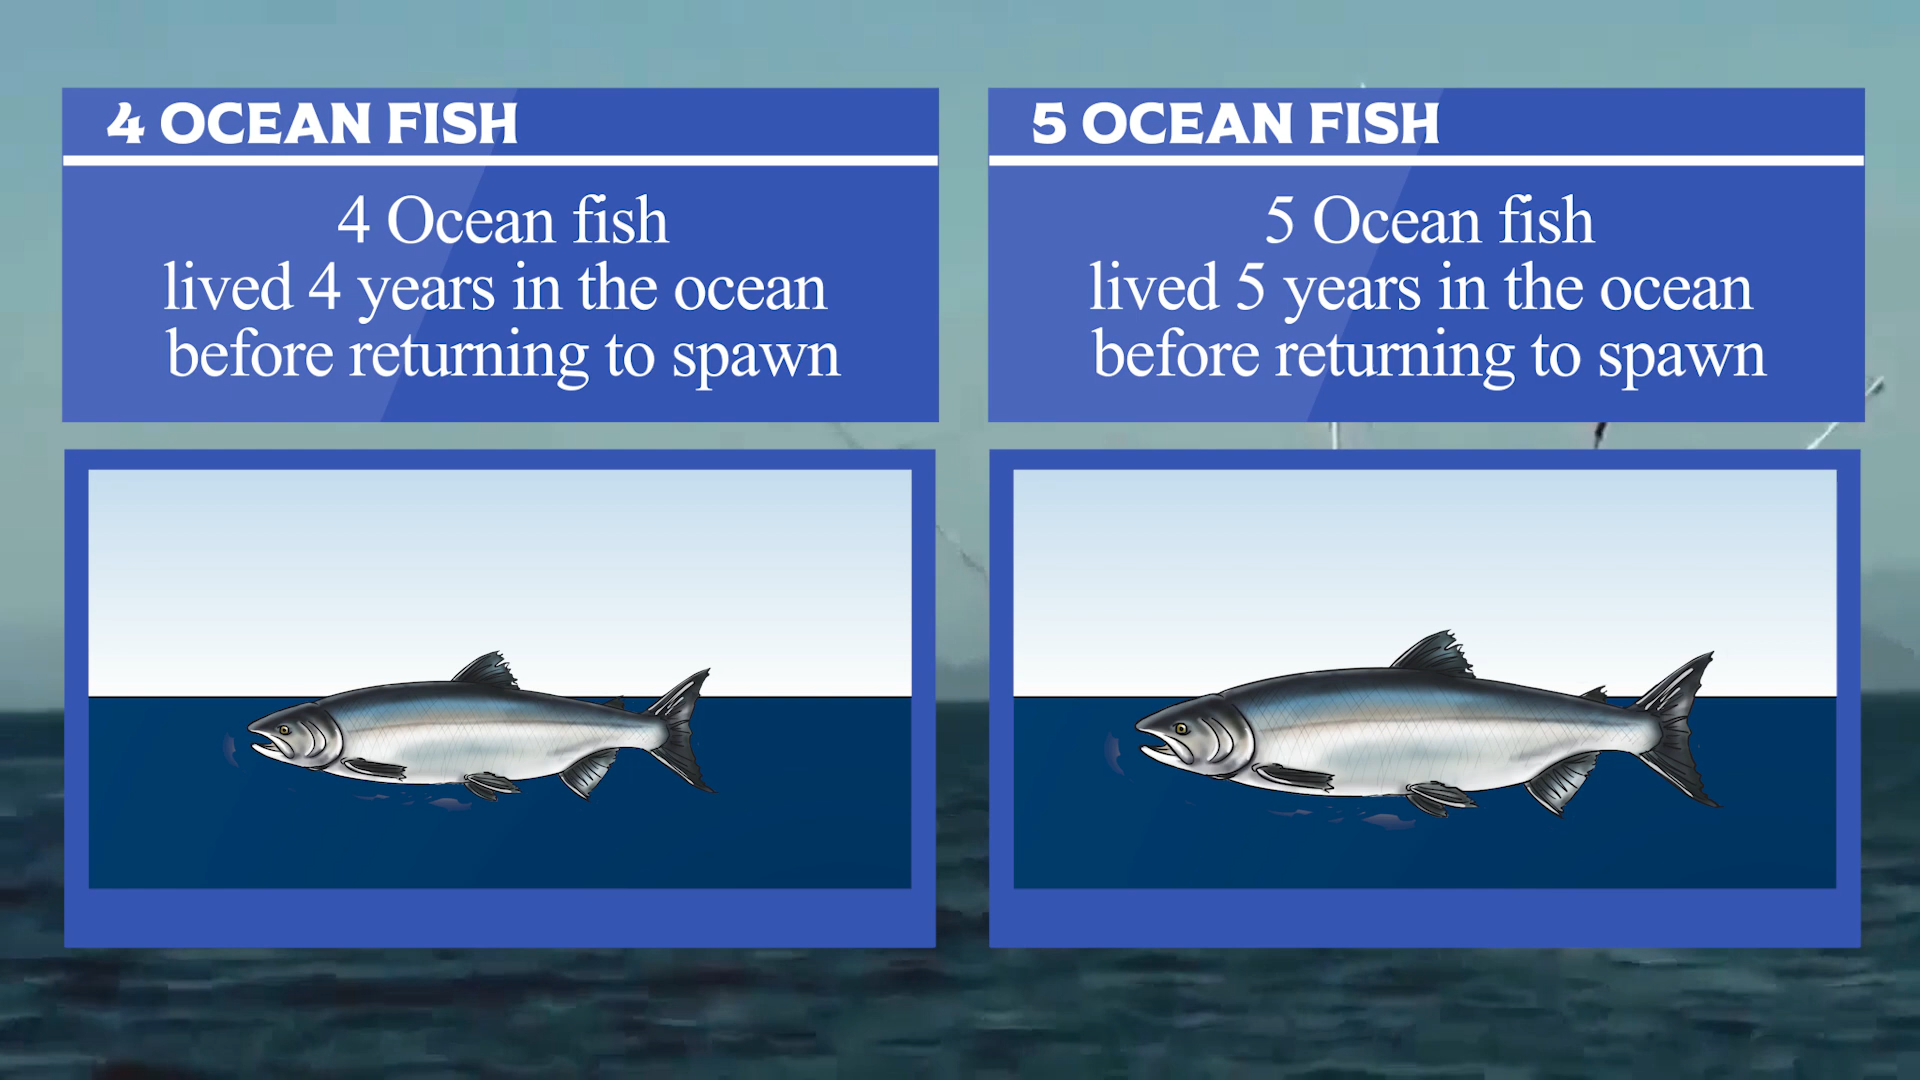 4 OCEAN FISH
4 Ocean fish
lived 4 years in the ocean
before returning to spawn
5 OCEAN FISH
5 Ocean fish
lived 5 years in the ocean
before returning to spawn